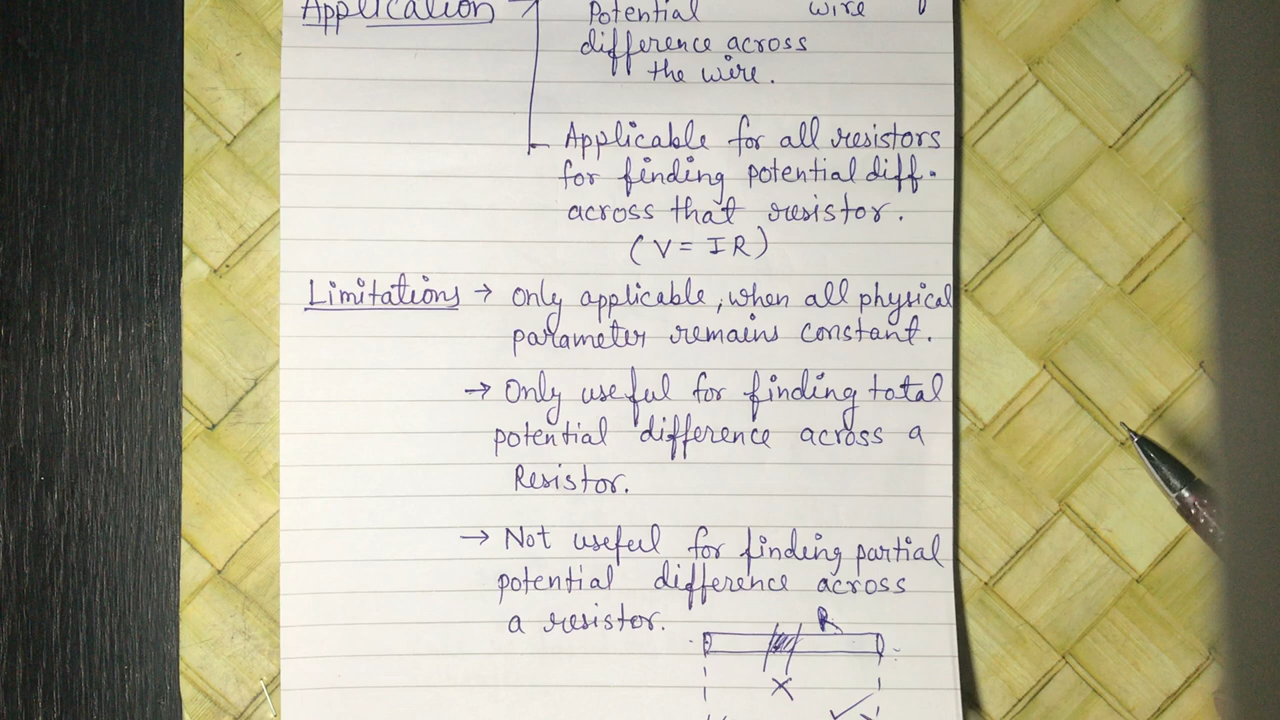 Application → Potential wire
difference across
the wire.
Applicable for all resistors
for finding potential diff.
across that resistor.
(V = IR)
Limitations → Only applicable, when all physical
parameter remains constant.
→ Only useful for finding total
potential difference across a
Resistor.
→ Not useful for finding partial
potential difference across
a resistor.
R
×